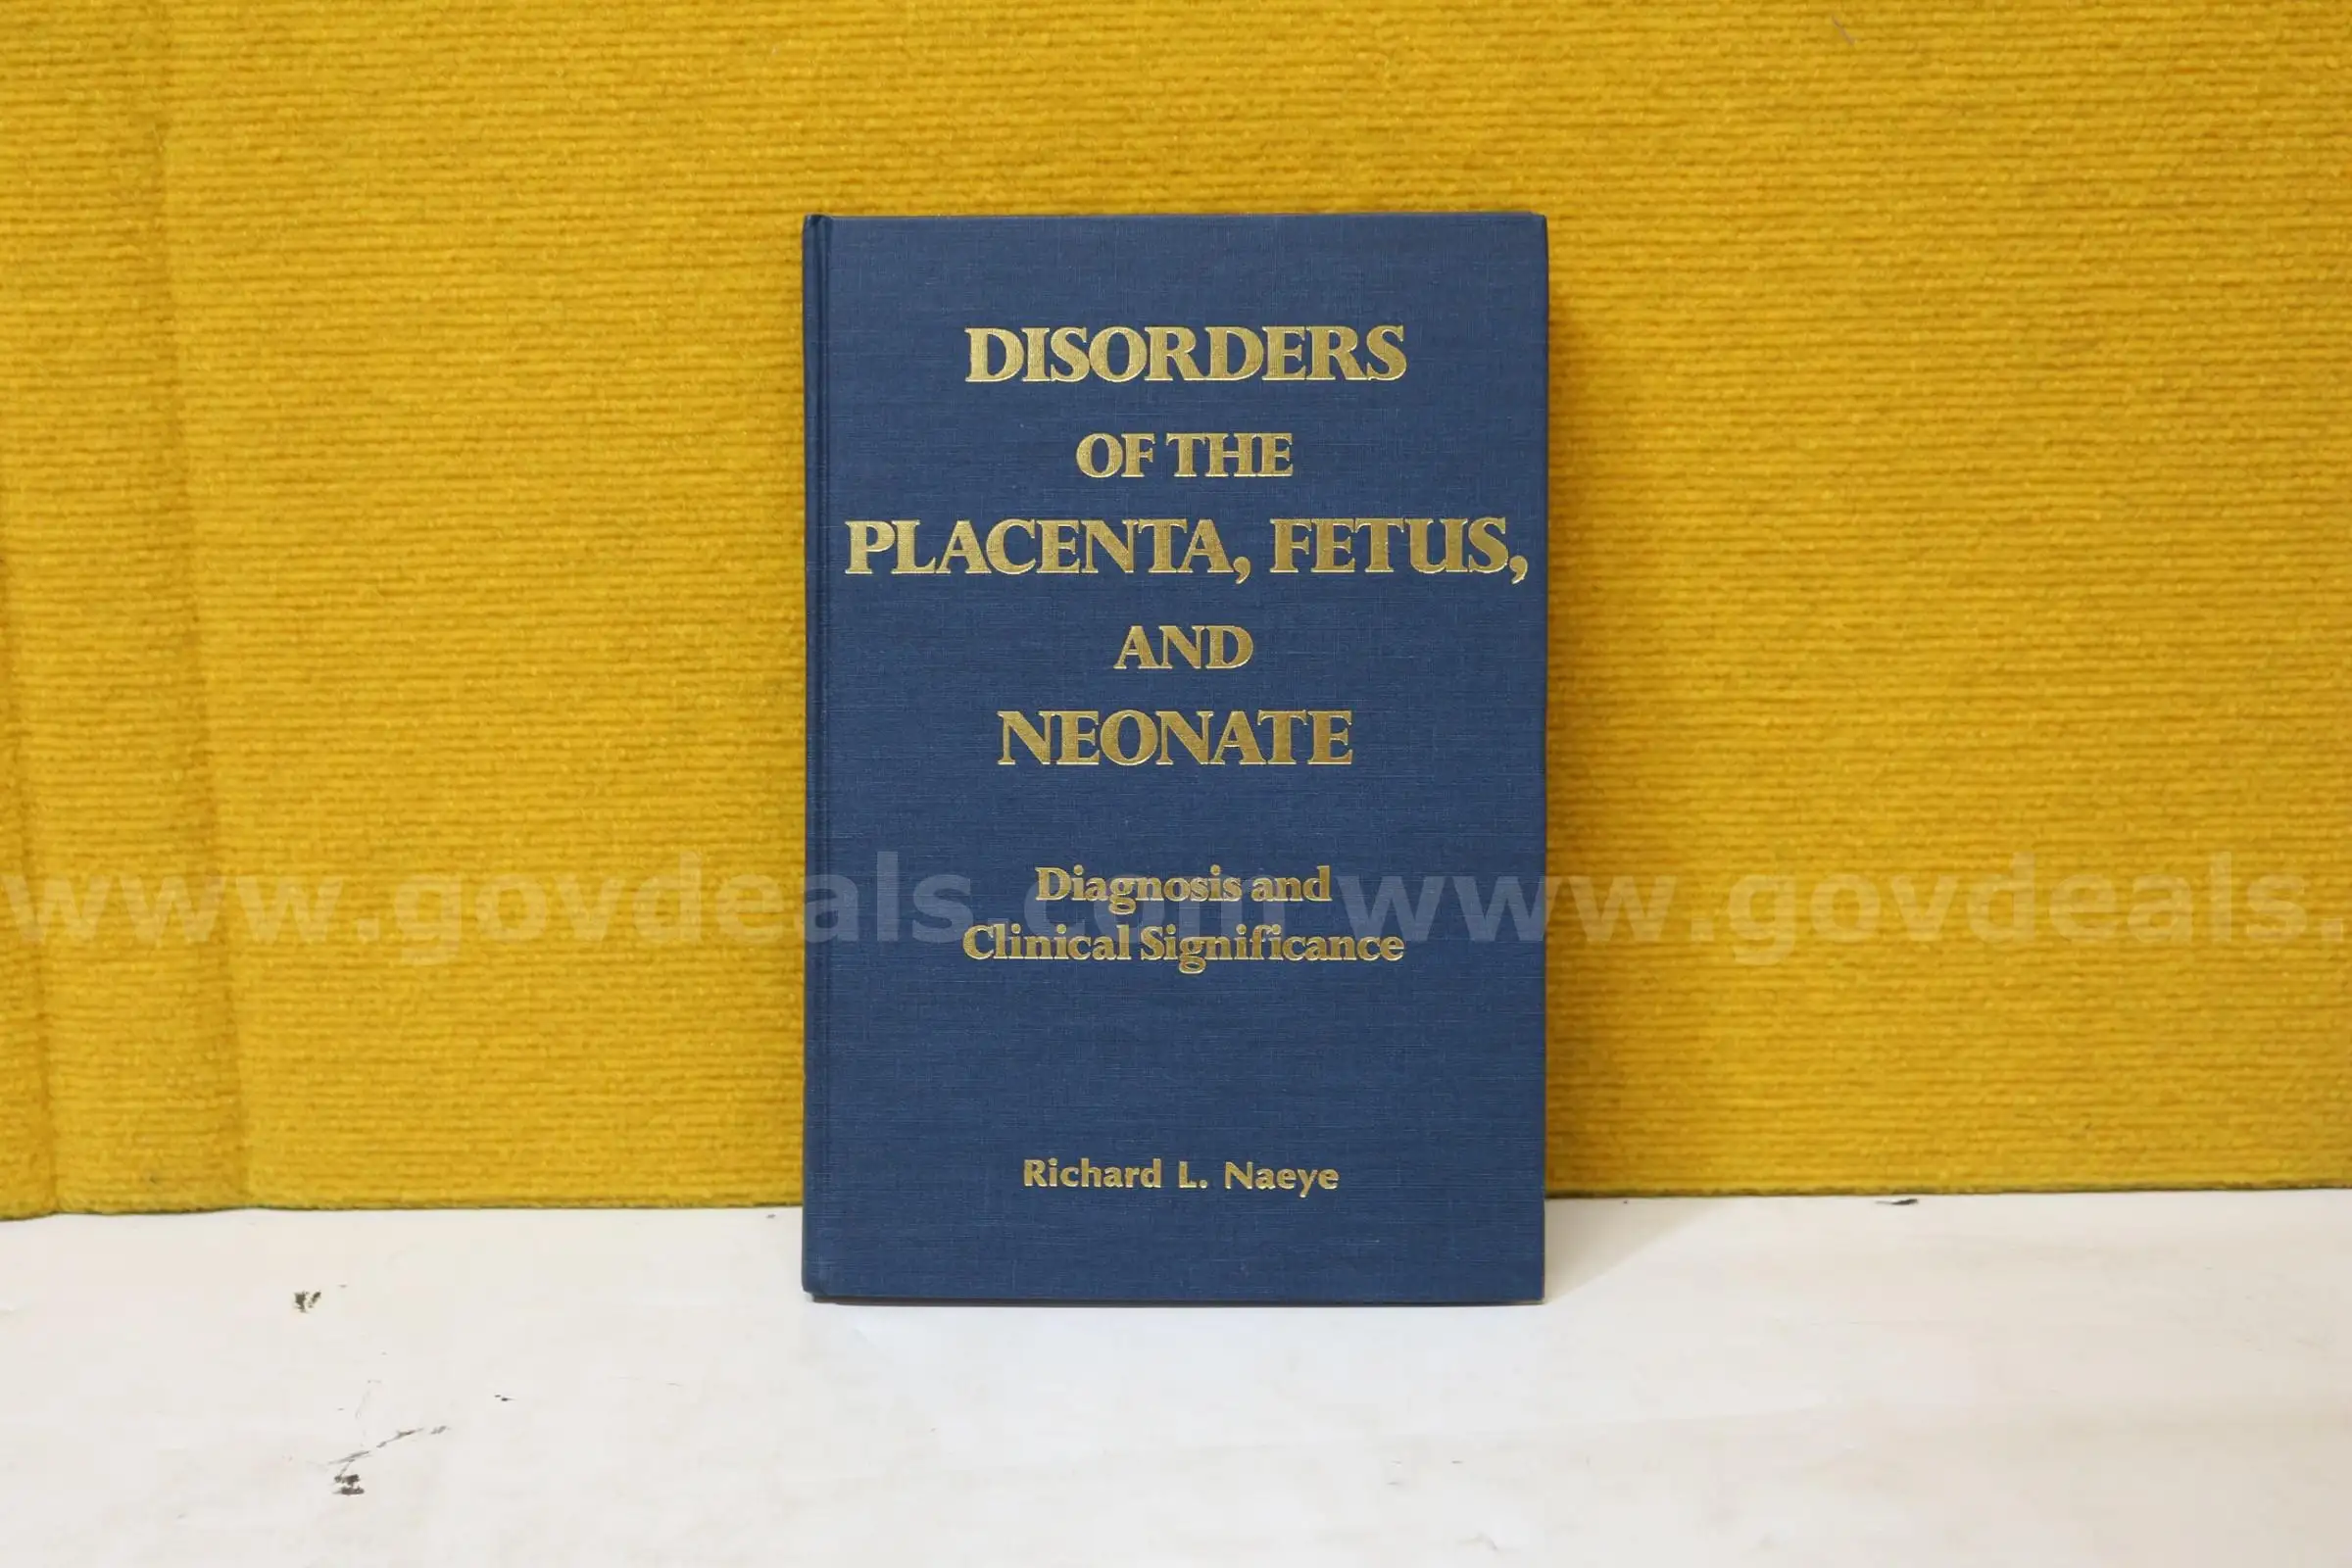 DISORDERS
OF THE
PLACENTA, FETUS,
AND
NEONATE
Diagnosis and
Clinical Significance
www.govdeals.com www.govdeals.
Richard L. Naeye